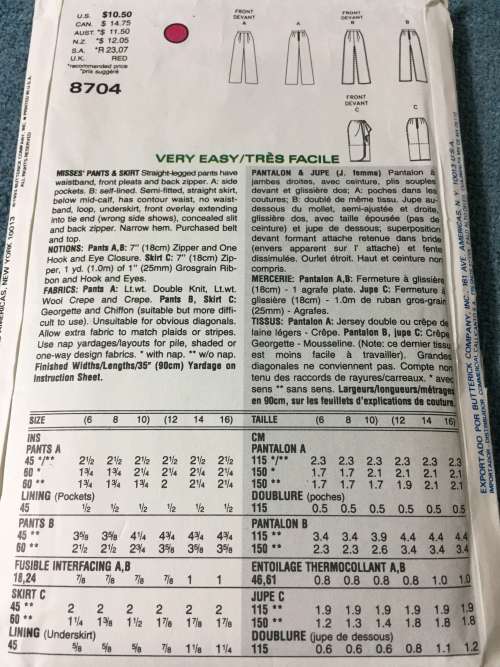 U.S. $10.50
CAN. $ 14.75
AUST. *$ 11.50
N.Z. *$ 12.05
S.A. *R 23,07
U.K. RED
*recommended price
*prix suggéré
8704
FRONT
DEVANT
A
A
FRONT
DEVANT
B
B
FRONT
DEVANT
C
C
VERY EASY/TRÈS FACILE
MISSES' PANTS & SKIRT Straight-legged pants have
waistband, front pleats and back zipper. A: side
pockets. B: self-lined. Semi-fitted, straight skirt,
below mid-calf, has contour waist, no waist-
band, loop, underskirt, front overlay extending
into tie end (wrong side shows), concealed slit
and back zipper. Narrow hem. Purchased belt
and top.
NOTIONS: Pants A,B: 7" (18cm) Zipper and One
Hook and Eye Closure. Skirt C: 7" (18cm) Zip-
per, 1 yd. (1.0m) of 1" (25mm) Grosgrain Rib-
bon and Hook and Eyes.
FABRICS: Pants A: Lt.wt. Double Knit, Lt.wt.
Wool Crepe and Crepe. Pants B, Skirt C:
Georgette and Chiffon (suitable but more diffi-
cult to use). Unsuitable for obvious diagonals.
Allow extra fabric to match plaids or stripes.
Use nap yardages/layouts for pile, shaded or
one-way design fabrics. * with nap. ** w/o nap.
Finished Widths/Lengths/35" (90cm) Yardage on
Instruction Sheet.
PANTALON & JUPE (J. femme) Pantalon à
jambes droites, avec ceinture, plis souples
devant et glissière dos; A: poches dans les
coutures; B: doublé de même tissu. Jupe au-
dessous du mollet, semi-ajustée et droite,
glissière dos, avec taille épousée (pas de
ceinture) et jupe de dessous; superposition
devant formant attache retenue dans bride
(envers apparent sur l' attache) et fente
dissimulée. Ourlet étroit. Haut et ceinture non
compris.
MERCERIE: Pantalon A,B: Fermeture à glissière
(18cm) - 1 agrafe plate. Jupe C: Fermeture à
glissière (18cm) - 1.0m de ruban gros-grain
(25mm) - Agrafes.
TISSUS: Pantalon A: Jersey double ou crêpe de
laine légers - Crêpe. Pantalon B, jupe C: Crêpe
Georgette - Mousseline. (Note: ce dernier tissu
est moins facile à travailler). Grandes
diagonales ne conviennent pas. Compte non
tenu des raccords de rayures/carreaux. * avec
sens ** sans sens. Largeurs/longueurs/métrages
en 90cm, sur les feuillets d'explications de couture.
SIZE (6 8 10) (12 14 16)
INS
PANTS A
45 */** 2½ 2½ 2½ 2½ 2½ 2½
60 * 1¾ 1¾ 2¼ 2¼ 2¼ 2¼
60 ** 1¾ 1¾ 1¾ 2 2¼ 2¼
LINING (Pockets)
45 ½ ½ ½ ½ ½ ½
PANTS B
45 ** 3⅝ 3⅝ 4¼ 4¾ 4¾ 4¾
60 ** 2½ 2½ 2¾ 3⅝ 3⅝ 3⅝
FUSIBLE INTERFACING A,B
18,24 ⅞ ⅞ ⅞ ⅞ 1 1
SKIRT C
45 ** 2 2 2 2 2 2
60 ** 1¼ 1⅜ 1½ 1⅞ 1⅞ 1⅞
LINING (Underskirt)
45 ⅝ ⅝ ⅝ ⅞ 1⅛ 1¼
TAILLE (6 8 10) (12 14 16)
CM
PANTALON A
115 */** 2.3 2.3 2.3 2.3 2.3 2.3
150 * 1.7 1.7 2.1 2.1 2.1 2.1
150 ** 1.7 1.7 1.7 1.9 2.1 2.1
DOUBLURE (poches)
115 0.5 0.5 0.5 0.5 0.5 0.5
PANTALON B
115 ** 3.4 3.4 3.9 4.4 4.4 4.4
150 ** 2.3 2.3 2.6 3.4 3.4 3.4
ENTOILAGE THERMOCOLLANT A,B
46,61 0.8 0.8 0.8 0.8 1.0 1.0
JUPE C
115 ** 1.9 1.9 1.9 1.9 1.9 1.9
150 ** 1.2 1.3 1.4 1.8 1.8 1.8
DOUBLURE (jupe de dessous)
115 0.6 0.6 0.6 0.8 1.1 1.2
EXPORTADO POR BUTTERICK COMPANY, INC.